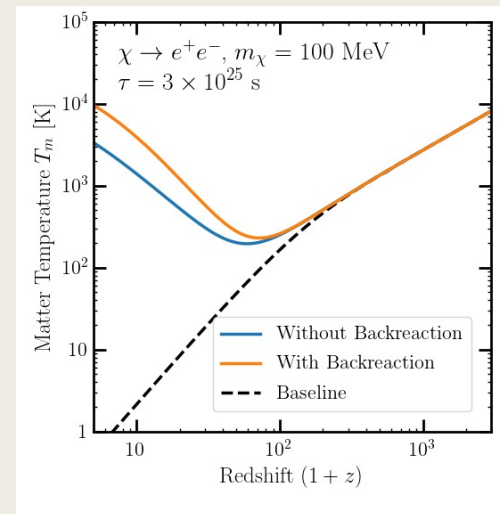 χ → e⁺e⁻, m_χ = 100 MeV
τ = 3 × 10²⁵ s
Matter Temperature T_m [K]
10⁵
10⁴
10³
10²
10
1
Without Backreaction
With Backreaction
Baseline
10 10² 10³
Redshift (1 + z)